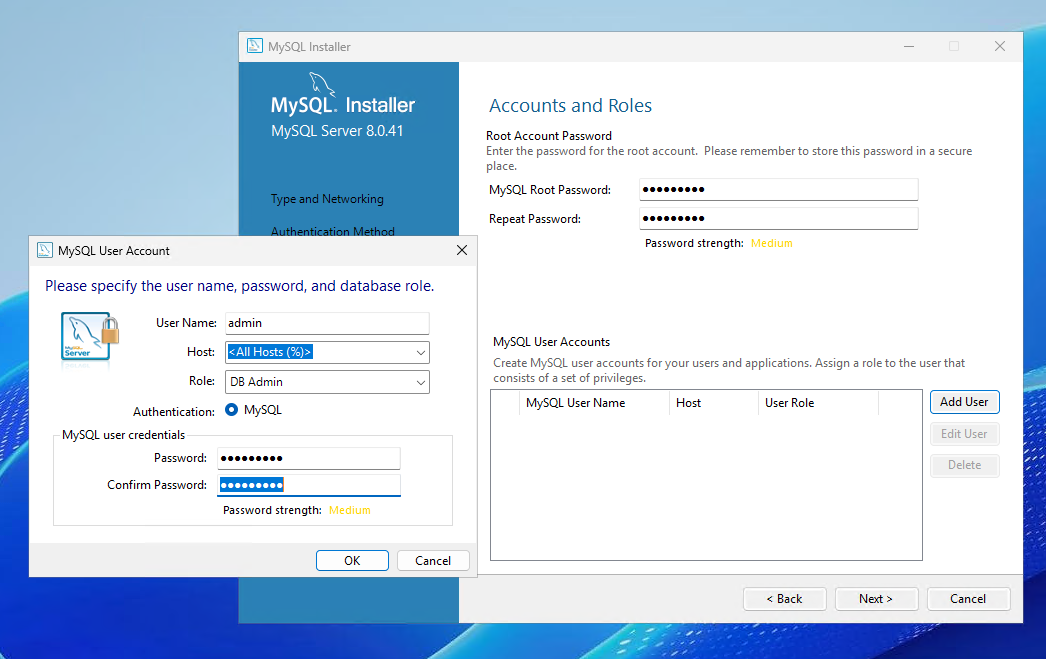 MySQL Installer
MySQL. Installer
MySQL Server 8.0.41
Type and Networking
Authentication Method
Accounts and Roles
Root Account Password
Enter the password for the root account.  Please remember to store this password in a secure
place.
MySQL Root Password: ●●●●●●●●●
Repeat Password: ●●●●●●●●●
Password strength: Medium
MySQL User Accounts
Create MySQL user accounts for your users and applications. Assign a role to the user that
consists of a set of privileges.
MySQL User Name Host User Role
Add User
Edit User
Delete
< Back Next > Cancel
MySQL User Account
Please specify the user name, password, and database role.
MySQL
Server
User Name: admin
Host: <All Hosts (%)>
Role: DB Admin
Authentication: MySQL
MySQL user credentials
Password: ●●●●●●●●●
Confirm Password: ●●●●●●●●●
Password strength: Medium
OK Cancel